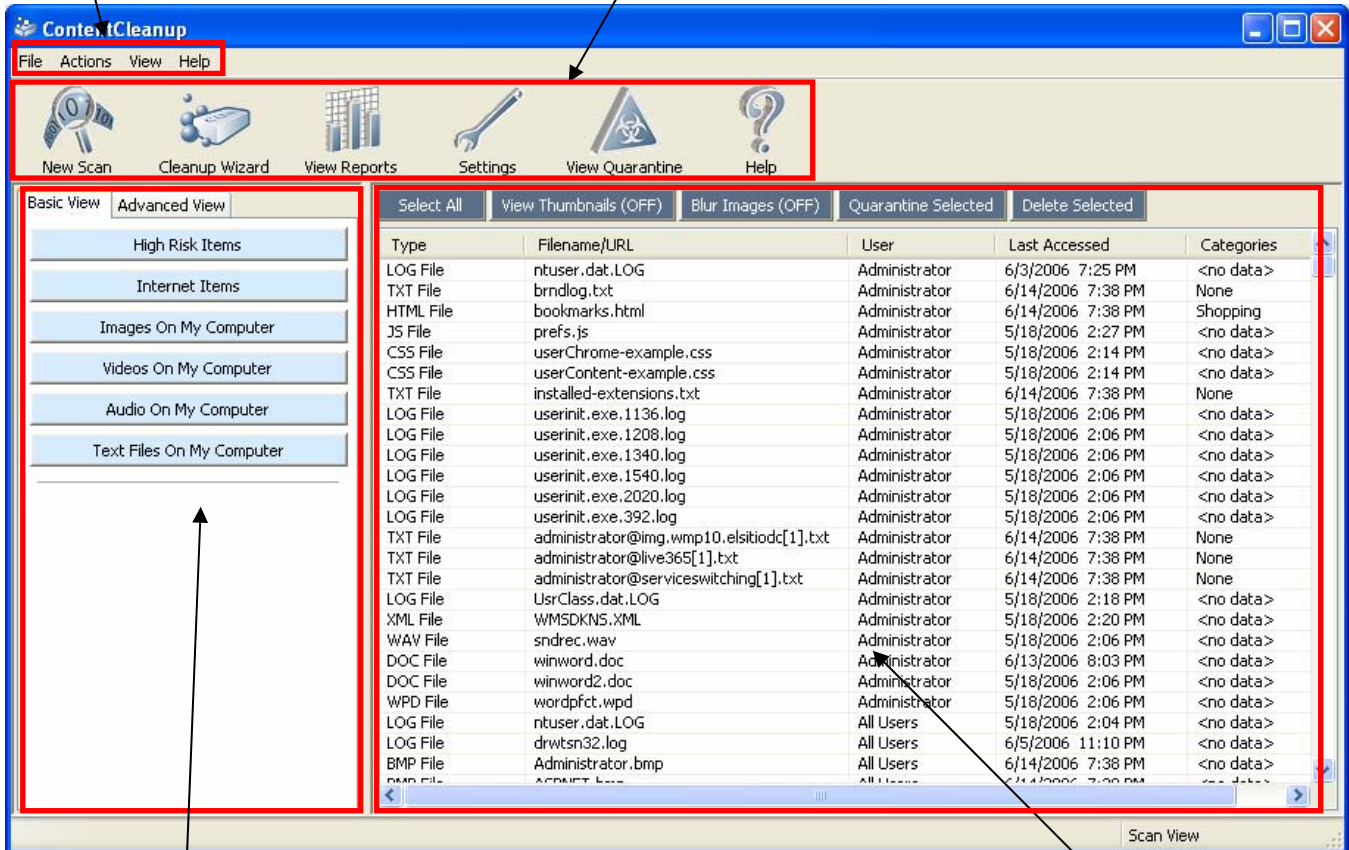 ContentCleanup
File Actions View Help
New Scan Cleanup Wizard View Reports Settings View Quarantine Help
Basic View Advanced View
High Risk Items
Internet Items
Images On My Computer
Videos On My Computer
Audio On My Computer
Text Files On My Computer
Select All View Thumbnails (OFF) Blur Images (OFF) Quarantine Selected Delete Selected
Type Filename/URL User Last Accessed Categories
LOG File ntuser.dat.LOG Administrator 6/3/2006 7:25 PM <no data>
TXT File brndlog.txt Administrator 6/14/2006 7:38 PM None
HTML File bookmarks.html Administrator 6/14/2006 7:38 PM Shopping
JS File prefs.js Administrator 5/18/2006 2:27 PM <no data>
CSS File userChrome-example.css Administrator 5/18/2006 2:14 PM <no data>
CSS File userContent-example.css Administrator 5/18/2006 2:14 PM <no data>
TXT File installed-extensions.txt Administrator 6/14/2006 7:38 PM None
LOG File userinit.exe.1136.log Administrator 5/18/2006 2:06 PM <no data>
LOG File userinit.exe.1208.log Administrator 5/18/2006 2:06 PM <no data>
LOG File userinit.exe.1340.log Administrator 5/18/2006 2:06 PM <no data>
LOG File userinit.exe.1540.log Administrator 5/18/2006 2:06 PM <no data>
LOG File userinit.exe.2020.log Administrator 5/18/2006 2:06 PM <no data>
LOG File userinit.exe.392.log Administrator 5/18/2006 2:06 PM <no data>
TXT File administrator@img.wmp10.elsitiodc[1].txt Administrator 6/14/2006 7:38 PM None
TXT File administrator@live365[1].txt Administrator 6/14/2006 7:38 PM None
TXT File administrator@serviceswitching[1].txt Administrator 6/14/2006 7:38 PM None
LOG File UsrClass.dat.LOG Administrator 5/18/2006 2:18 PM <no data>
XML File WMSDKNS.XML Administrator 5/18/2006 2:20 PM <no data>
WAV File sndrec.wav Administrator 5/18/2006 2:06 PM <no data>
DOC File winword.doc Administrator 6/13/2006 8:03 PM <no data>
DOC File winword2.doc Administrator 5/18/2006 2:06 PM <no data>
WPD File wordpfct.wpd Administrator 5/18/2006 2:06 PM <no data>
LOG File ntuser.dat.LOG All Users 5/18/2006 2:04 PM <no data>
LOG File drwtsn32.log All Users 6/5/2006 11:10 PM <no data>
BMP File Administrator.bmp All Users 6/14/2006 7:38 PM <no data>
Scan View